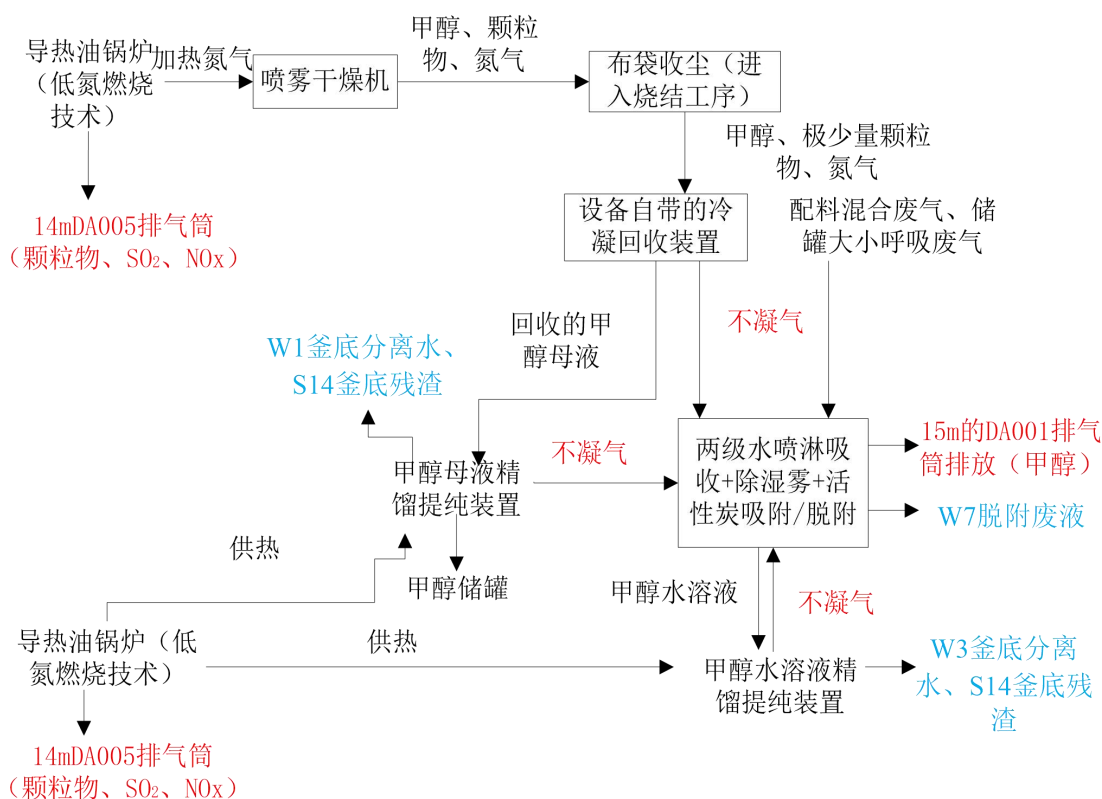 导热油锅炉
（低氮燃烧
技术）
加热氮气
喷雾干燥机
甲醇、颗粒
物、氮气
布袋收尘（进
入烧结工序）
甲醇、极少量颗粒
物、氮气
14mDA005排气筒
（颗粒物、SO₂、NOx）
设备自带的冷
凝回收装置
配料混合废气、储
罐大小呼吸废气
不凝气
回收的甲
醇母液
W1釜底分离水、
S14釜底残渣
不凝气
甲醇母液精
馏提纯装置
两级水喷淋吸
收+除湿雾+活
性炭吸附/脱附
15m的DA001排气
筒排放（甲醇）
W7脱附废液
供热
甲醇储罐
甲醇水溶液
不凝气
导热油锅炉（低
氮燃烧技术）
供热
甲醇水溶液精
馏提纯装置
W3釜底分离
水、S14釜底残
渣
14mDA005排气筒
（颗粒物、SO₂、NOx）